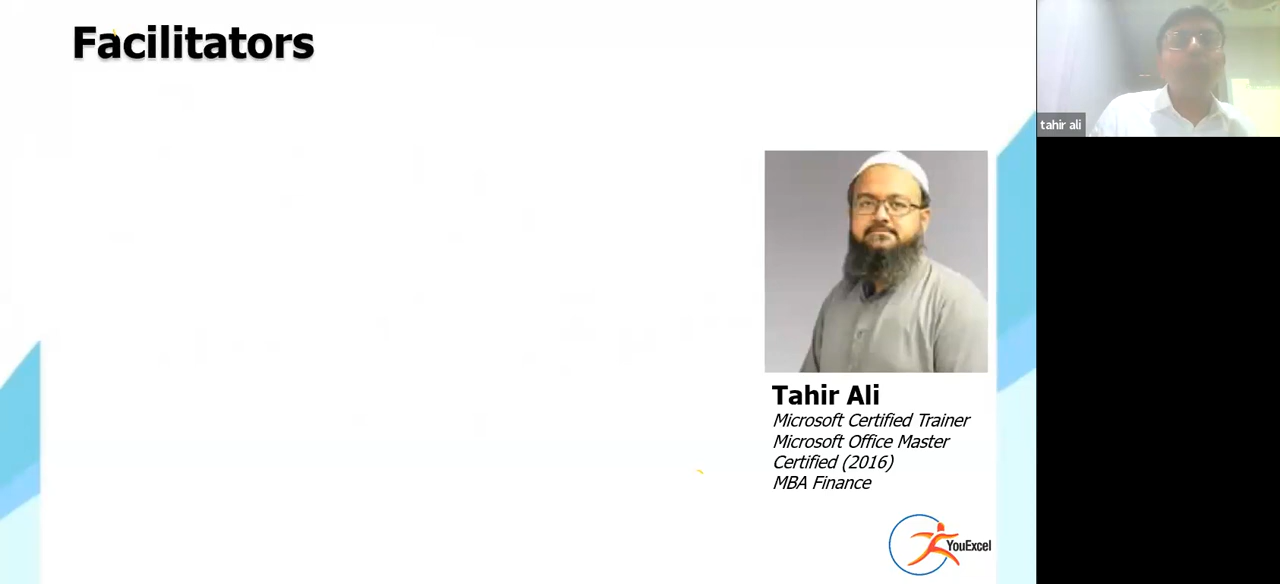 Facilitators
tahir ali
Tahir Ali
Microsoft Certified Trainer
Microsoft Office Master
Certified (2016)
MBA Finance
YouExcel